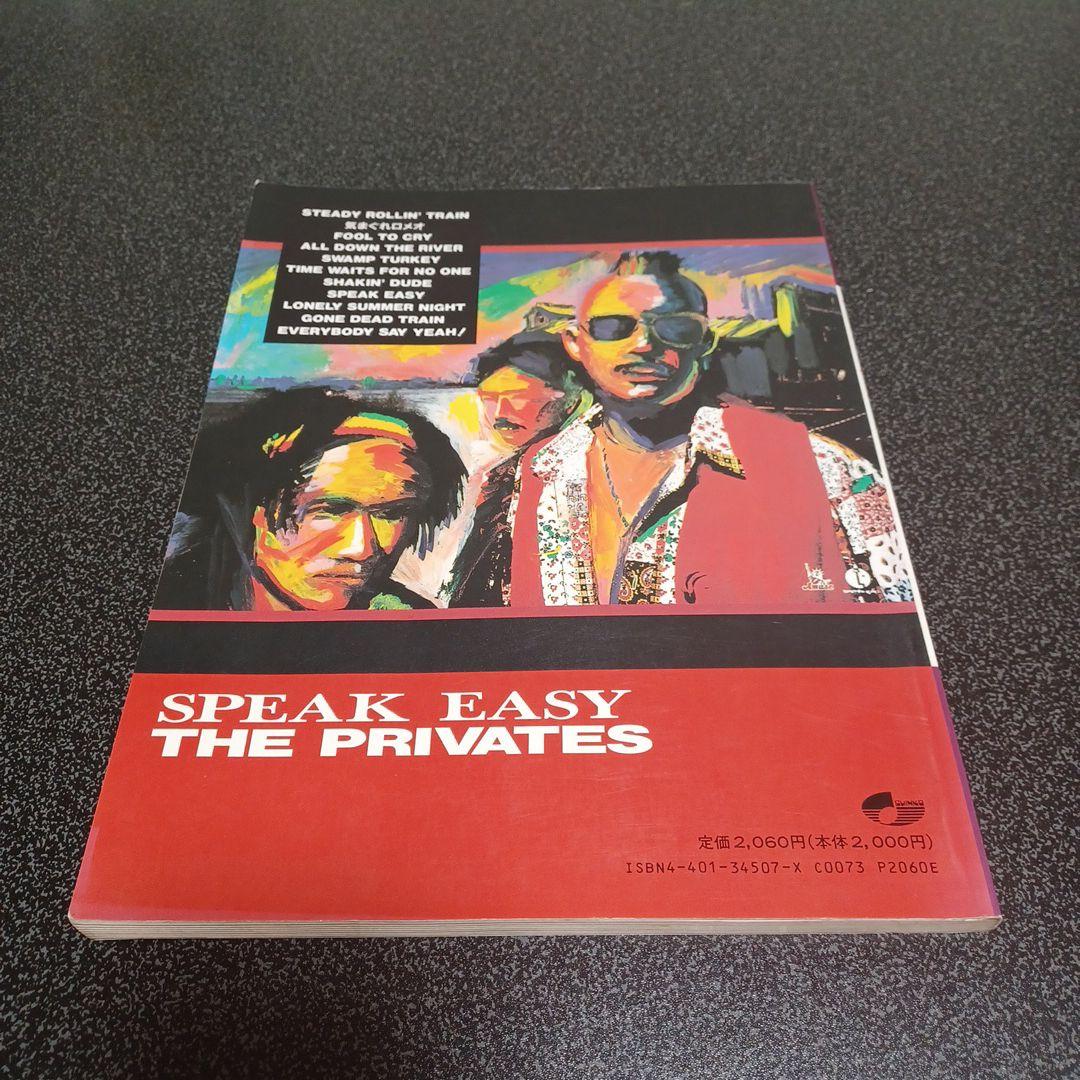 STEADY ROLLIN' TRAIN
気まぐれロメオ
FOOL TO CRY
ALL DOWN THE RIVER
SWAMP TURKEY
TIME WAITS FOR NO ONE
SHAKIN' DUDE
SPEAK EASY
LONELY SUMMER NIGHT
GONE DEAD TRAIN
EVERYBODY SAY YEAH!
SPEAK EASY
THE PRIVATES
定価2,060円(本体2,000円)
ISBN4-401-34507-X C0073 P2060E